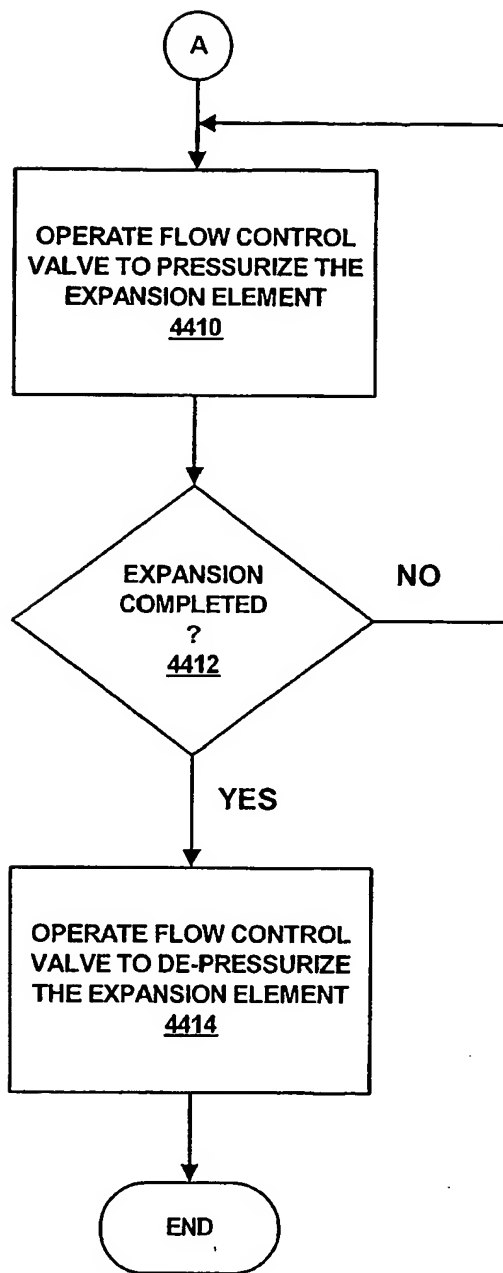 A
OPERATE FLOW CONTROL
VALVE TO PRESSURIZE THE
EXPANSION ELEMENT
4410
EXPANSION
COMPLETED
?
4412
NO
YES
OPERATE FLOW CONTROL
VALVE TO DE-PRESSURIZE
THE EXPANSION ELEMENT
4414
END